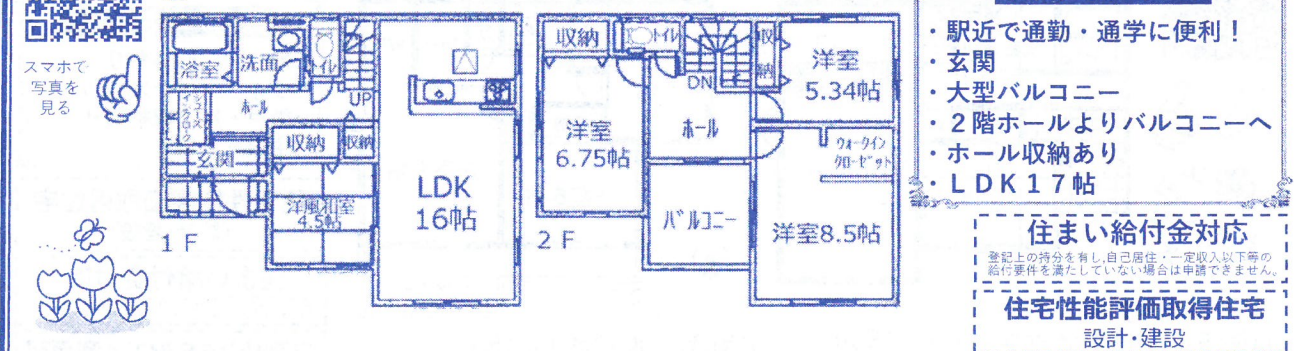 スマホで
写真を
見る
浴室
洗面
トイレ
UP
ホール
シューズ
インクローク
玄関
収納
収納
洋風和室
4.5帖
LDK
16帖
1F
収納
トイレ
DN
収納
洋室
5.34帖
洋室
6.75帖
ホール
ウォークイン
クローゼット
バルコニー
洋室8.5帖
2F
・駅近で通勤・通学に便利！
・玄関
・大型バルコニー
・２階ホールよりバルコニーへ
・ホール収納あり
・ＬＤＫ１７帖
住まい給付金対応
登記上の持分を有し,自己居住・一定収入以下等の
給付要件を満たしていない場合は申請できません。
住宅性能評価取得住宅
設計･建設